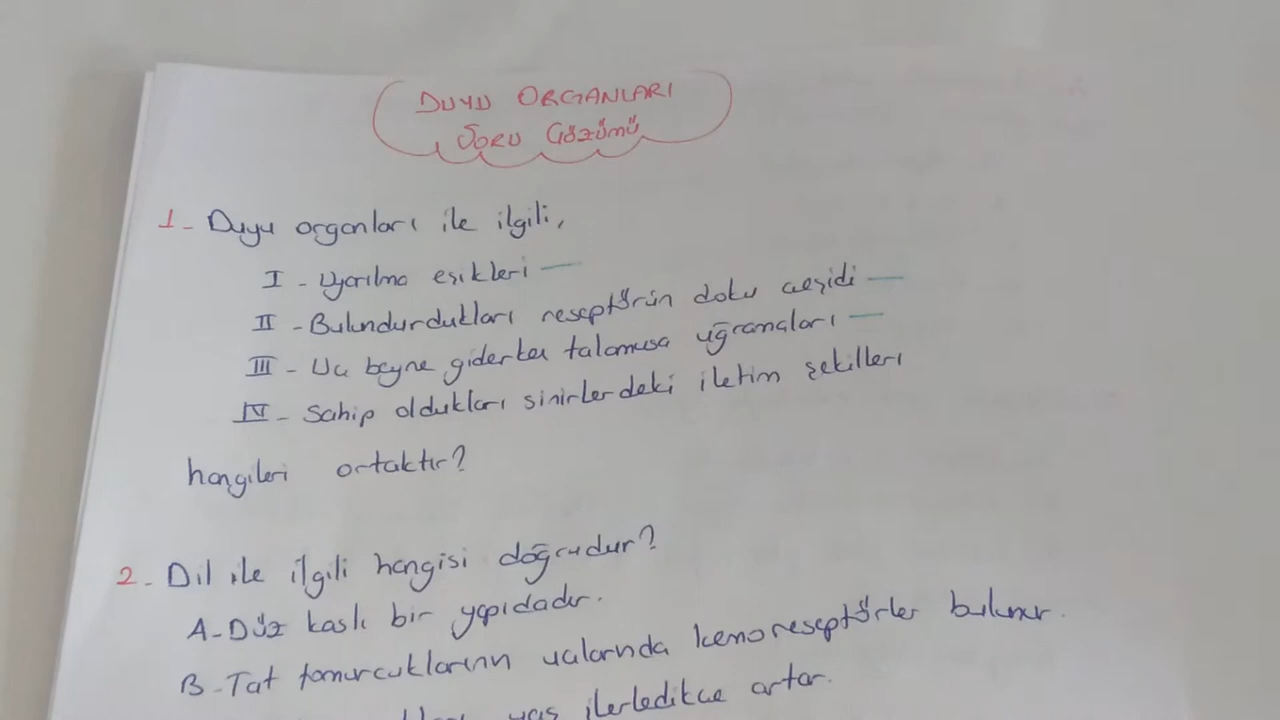 DUYU ORGANLARI
SORU ÇÖZÜMÜ
1- Duyu organları ile ilgili,
I - Uyarılma eşikleri —
II - Bulundurdukları reseptörün doku çeşidi —
III - Uç beyne giderken talamusa uğramaları —
IV - Sahip oldukları sinirlerdeki iletim şekilleri
hangileri ortaktır?
2- Dil ile ilgili hangisi doğrudur?
A- Düz kaslı bir yapıdadır.
B- Tat tomurcuklarının uçlarında kemoreseptörler bulunur.
yaş ilerledikçe artar.